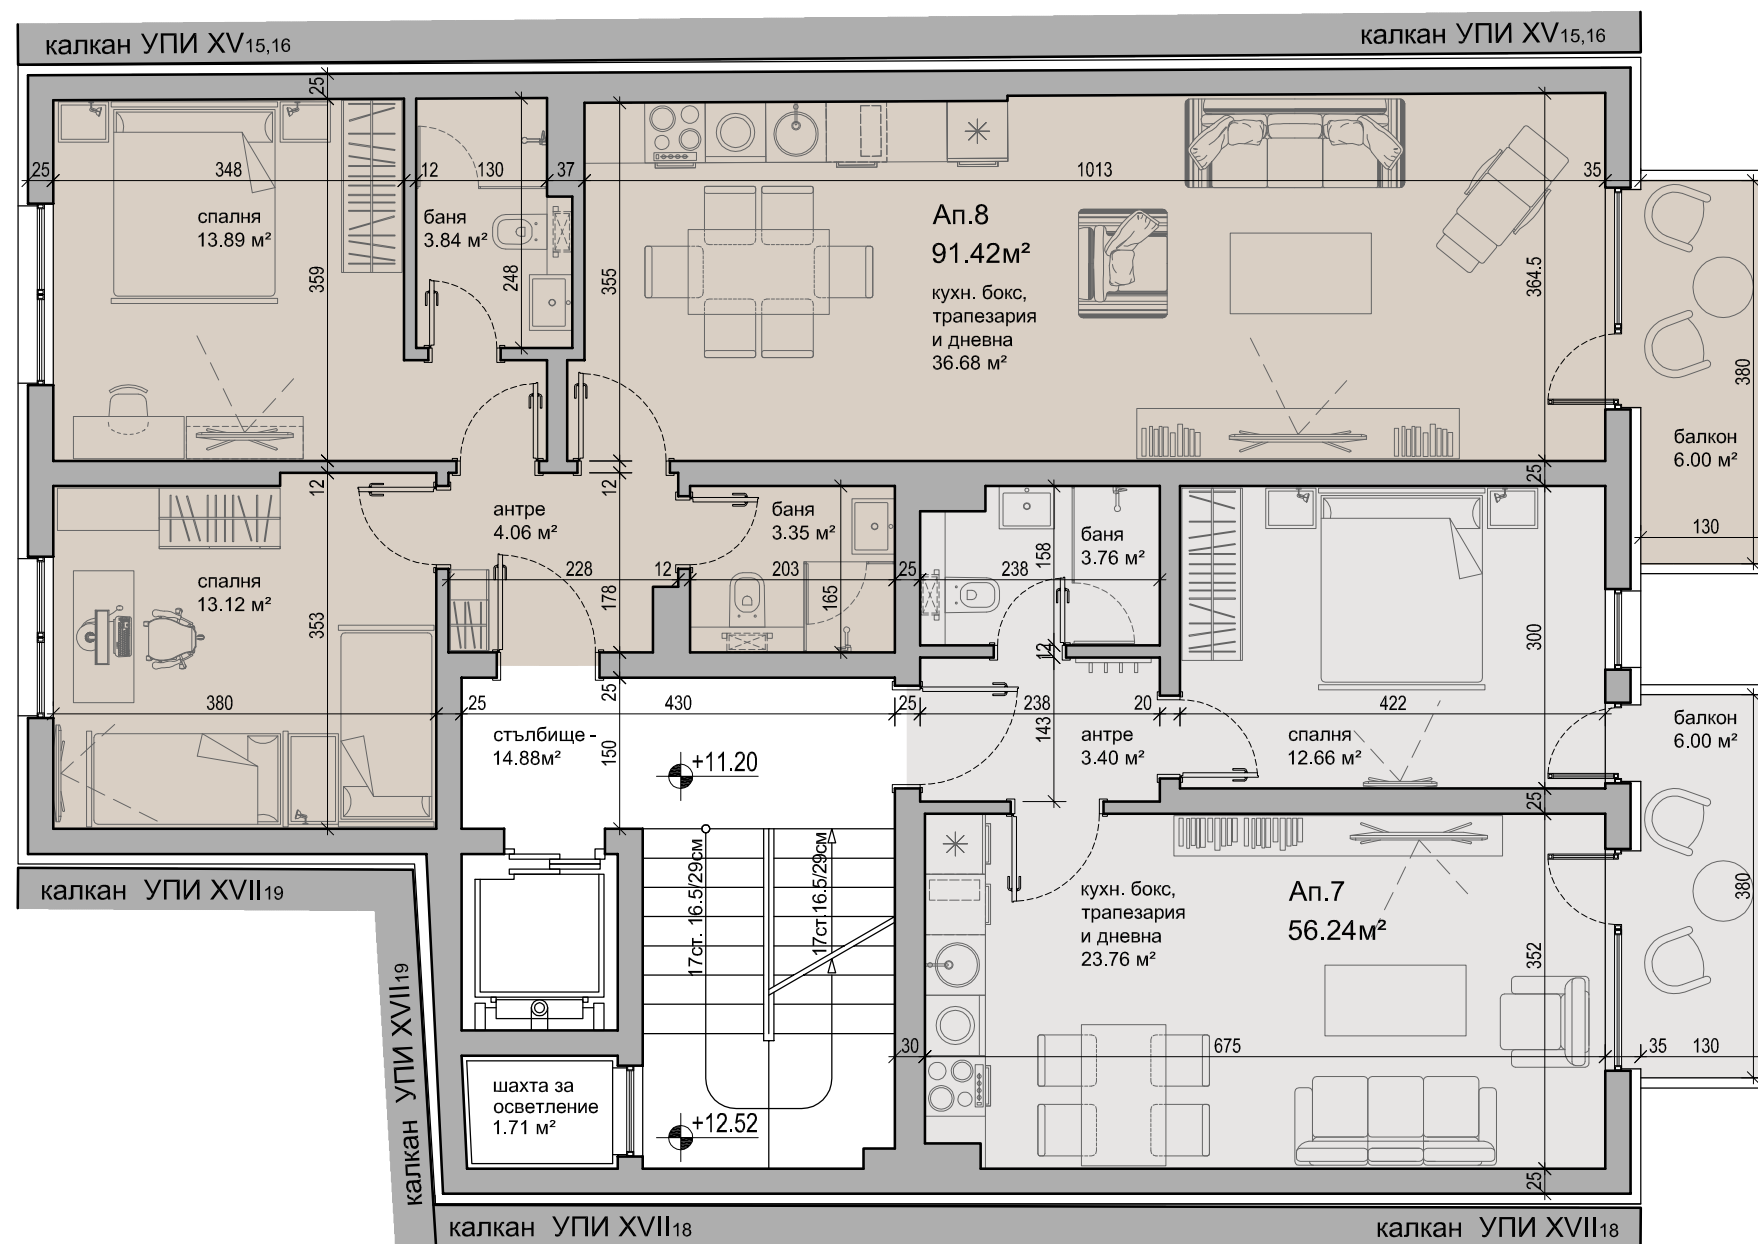 калкан УПИ XV15,16
калкан УПИ XV15,16
25
25
348
12
130
37
1013
35
спалня
13.89 м²
баня
3.84 м²
248
359
355
Ап.8
91.42м²
кухн. бокс,
трапезария
и дневна
36.68 м²
364.5
380
балкон
6.00 м²
130
25
12
12
антре
4.06 м²
баня
3.35 м²
баня
3.76 м²
158
спалня
13.12 м²
353
228
12
203
25
238
178
165
12
300
380
25
430
25
25
238
20
422
143
150
стълбище -
14.88м²
+11.20
антре
3.40 м²
спалня
12.66 м²
балкон
6.00 м²
25
калкан УПИ XVII19
17ст. 16.5/29см
17ст.16.5/29см
кухн. бокс,
трапезария
и дневна
23.76 м²
Ап.7
56.24м²
380
352
калкан УПИ XVII19
30
675
35
130
шахта за
осветление
1.71 м²
+12.52
25
калкан УПИ XVII18
калкан УПИ XVII18